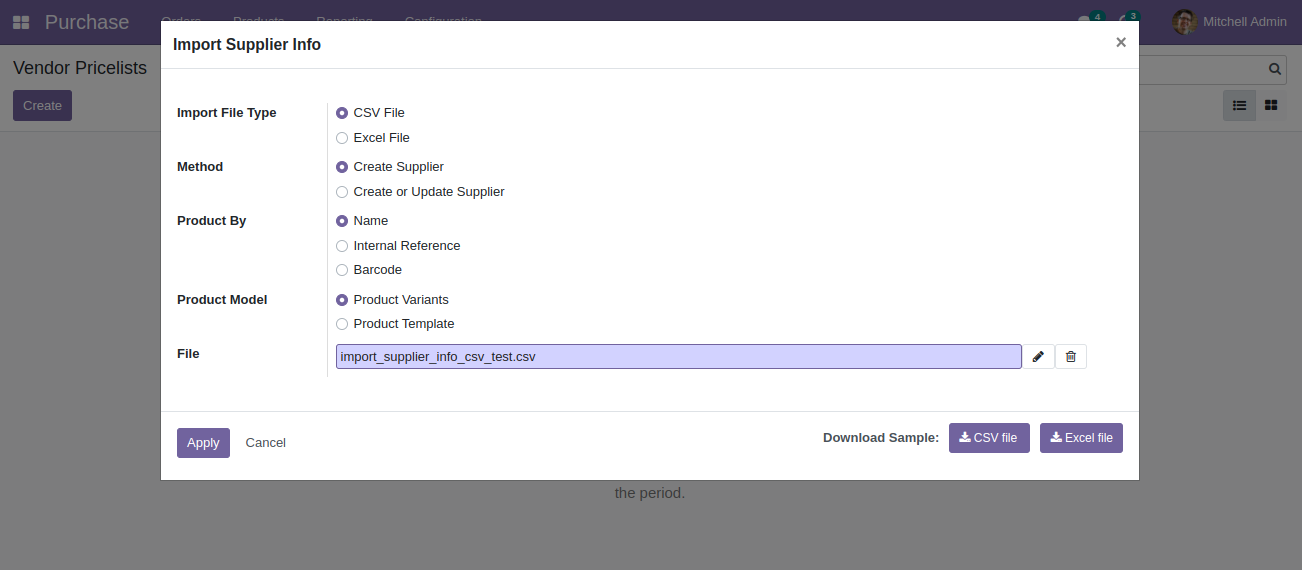 Purchase Orders Products Reporting Configuration 4 3 Mitchell Admin
Import Supplier Info ×
Vendor Pricelists
Create
Import File Type CSV File
Excel File
Method Create Supplier
Create or Update Supplier
Product By Name
Internal Reference
Barcode
Product Model Product Variants
Product Template
File import_supplier_info_csv_test.csv
Apply Cancel Download Sample: CSV file Excel file
the period.